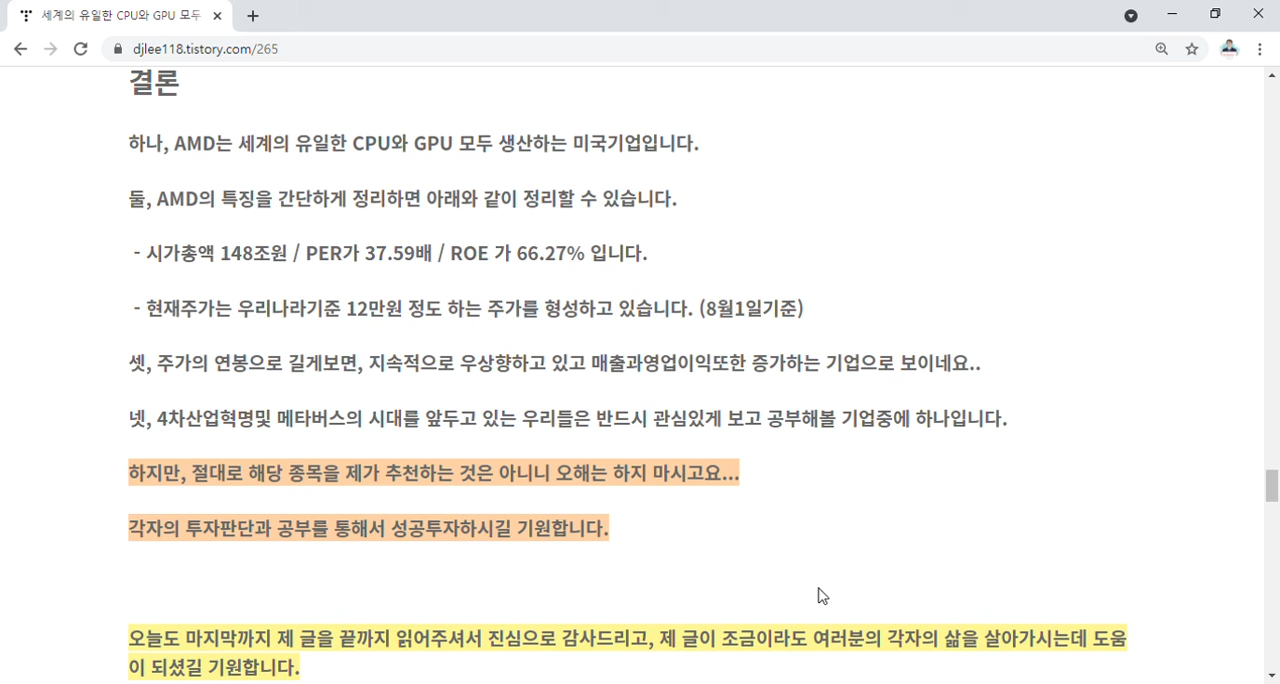 세계의 유일한 CPU와 GPU 모두
djlee118.tistory.com/265
결론
하나, AMD는 세계의 유일한 CPU와 GPU 모두 생산하는 미국기업입니다.
둘, AMD의 특징을 간단하게 정리하면 아래와 같이 정리할 수 있습니다.
- 시가총액 148조원 / PER가 37.59배 / ROE 가 66.27% 입니다.
- 현재주가는 우리나라기준 12만원 정도 하는 주가를 형성하고 있습니다. (8월1일기준)
셋, 주가의 연봉으로 길게보면, 지속적으로 우상향하고 있고 매출과영업이익또한 증가하는 기업으로 보이네요..
넷, 4차산업혁명및 메타버스의 시대를 앞두고 있는 우리들은 반드시 관심있게 보고 공부해볼 기업중에 하나입니다.
하지만, 절대로 해당 종목을 제가 추천하는 것은 아니니 오해는 하지 마시고요...
각자의 투자판단과 공부를 통해서 성공투자하시길 기원합니다.
오늘도 마지막까지 제 글을 끝까지 읽어주셔서 진심으로 감사드리고, 제 글이 조금이라도 여러분의 각자의 삶을 살아가시는데 도움
이 되셨길 기원합니다.